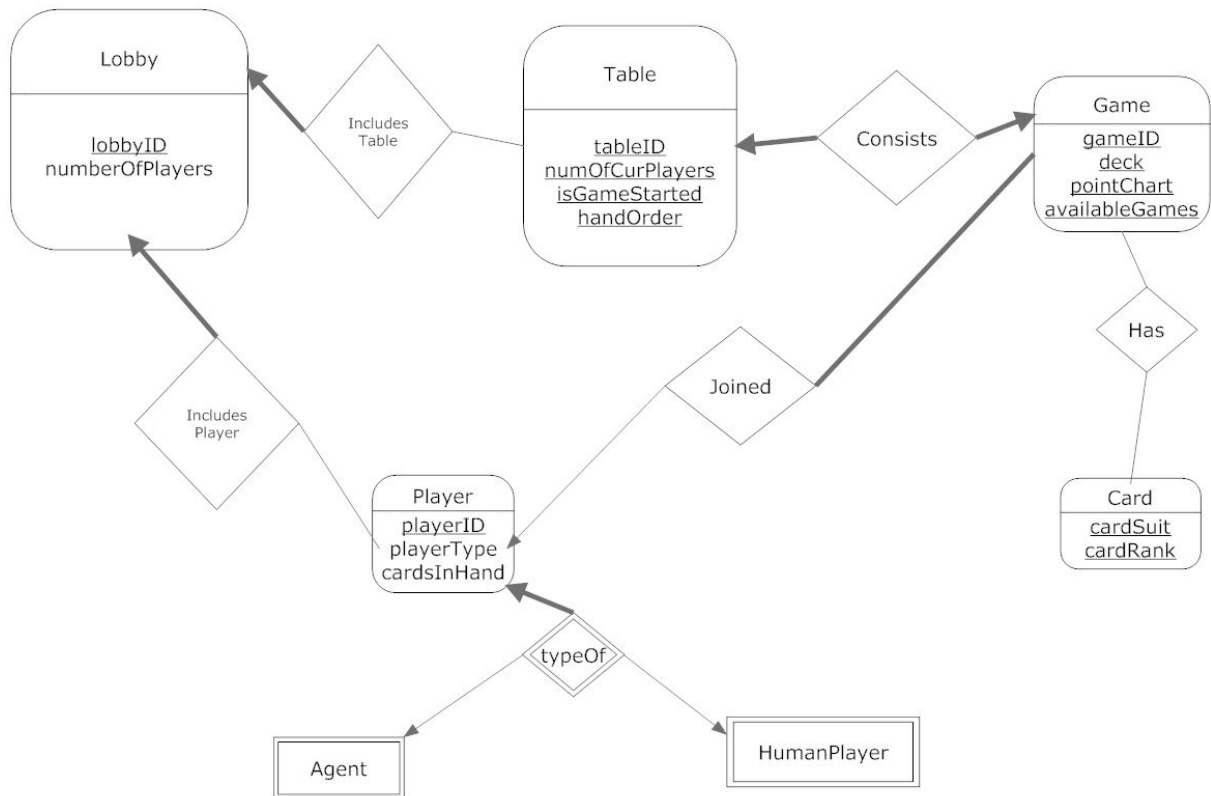 Lobby
lobbyID
numberOfPlayers
Includes
Table
Table
tableID
numOfCurPlayers
isGameStarted
handOrder
Consists
Game
gameID
deck
pointChart
availableGames
Has
Joined
Includes
Player
Player
playerID
playerType
cardsInHand
Card
cardSuit
cardRank
typeOf
Agent
HumanPlayer